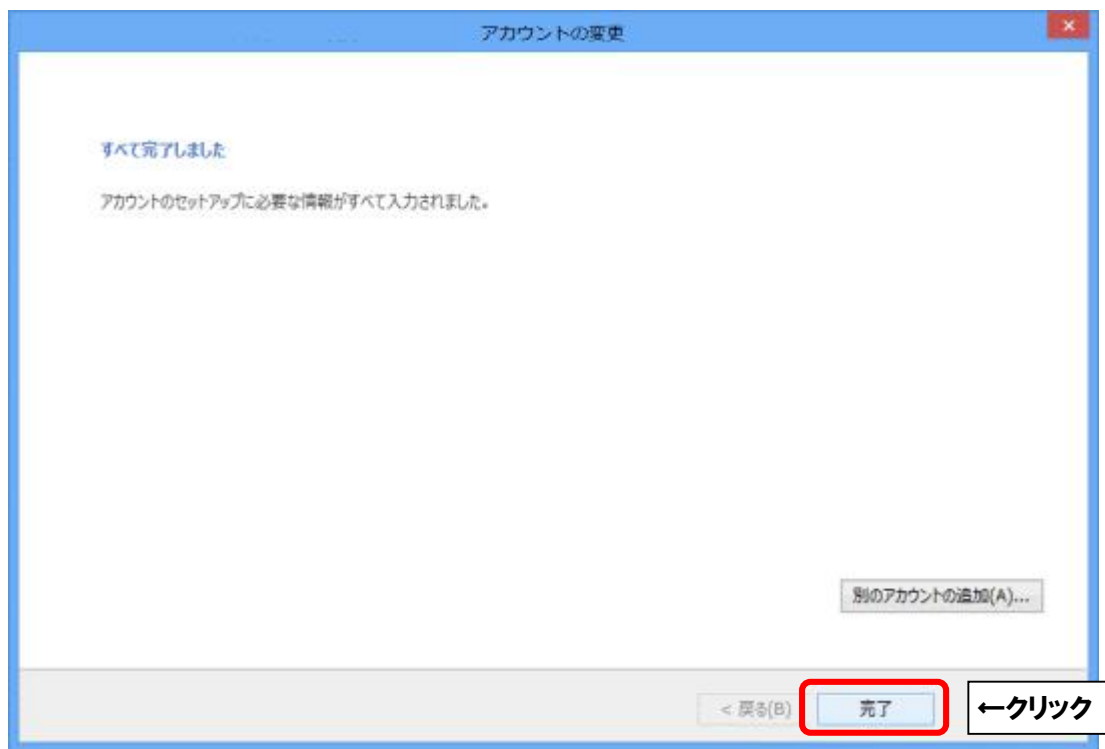 アカウントの変更
すべて完了しました
アカウントのセットアップに必要な情報がすべて入力されました。
別のアカウントの追加(A)...
< 戻る(B)
完了
←クリック